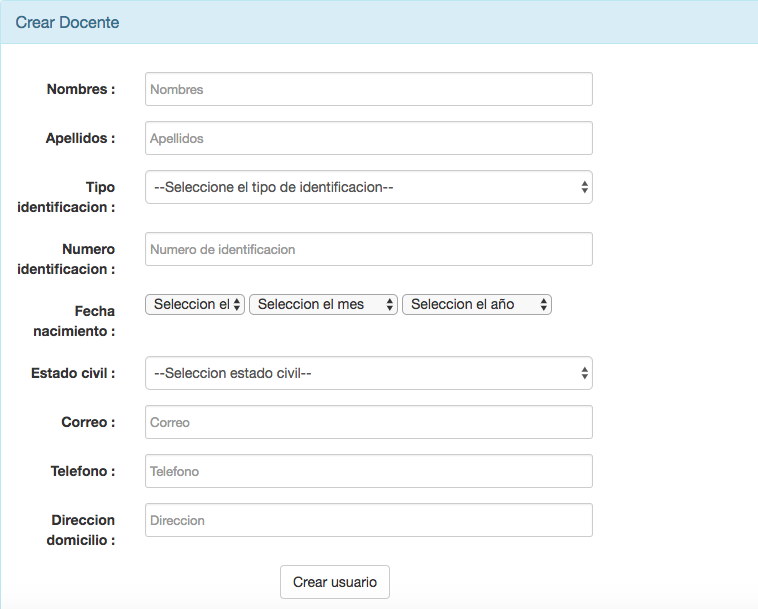 Crear Docente
Nombres : Nombres
Apellidos : Apellidos
Tipo --Seleccione el tipo de identificacion--
identificacion :
Numero Numero de identificacion
identificacion :
Fecha Seleccion el Seleccion el mes Seleccion el año
nacimiento :
Estado civil : --Seleccion estado civil--
Correo : Correo
Telefono : Telefono
Direccion Direccion
domicilio :
Crear usuario